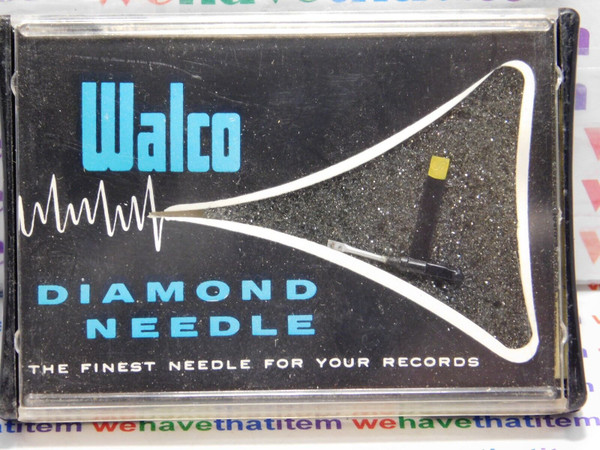 wehavethatitem
Walco
DIAMOND
NEEDLE
THE FINEST NEEDLE FOR YOUR RECORDS
wehavethatitem wehavethatitem